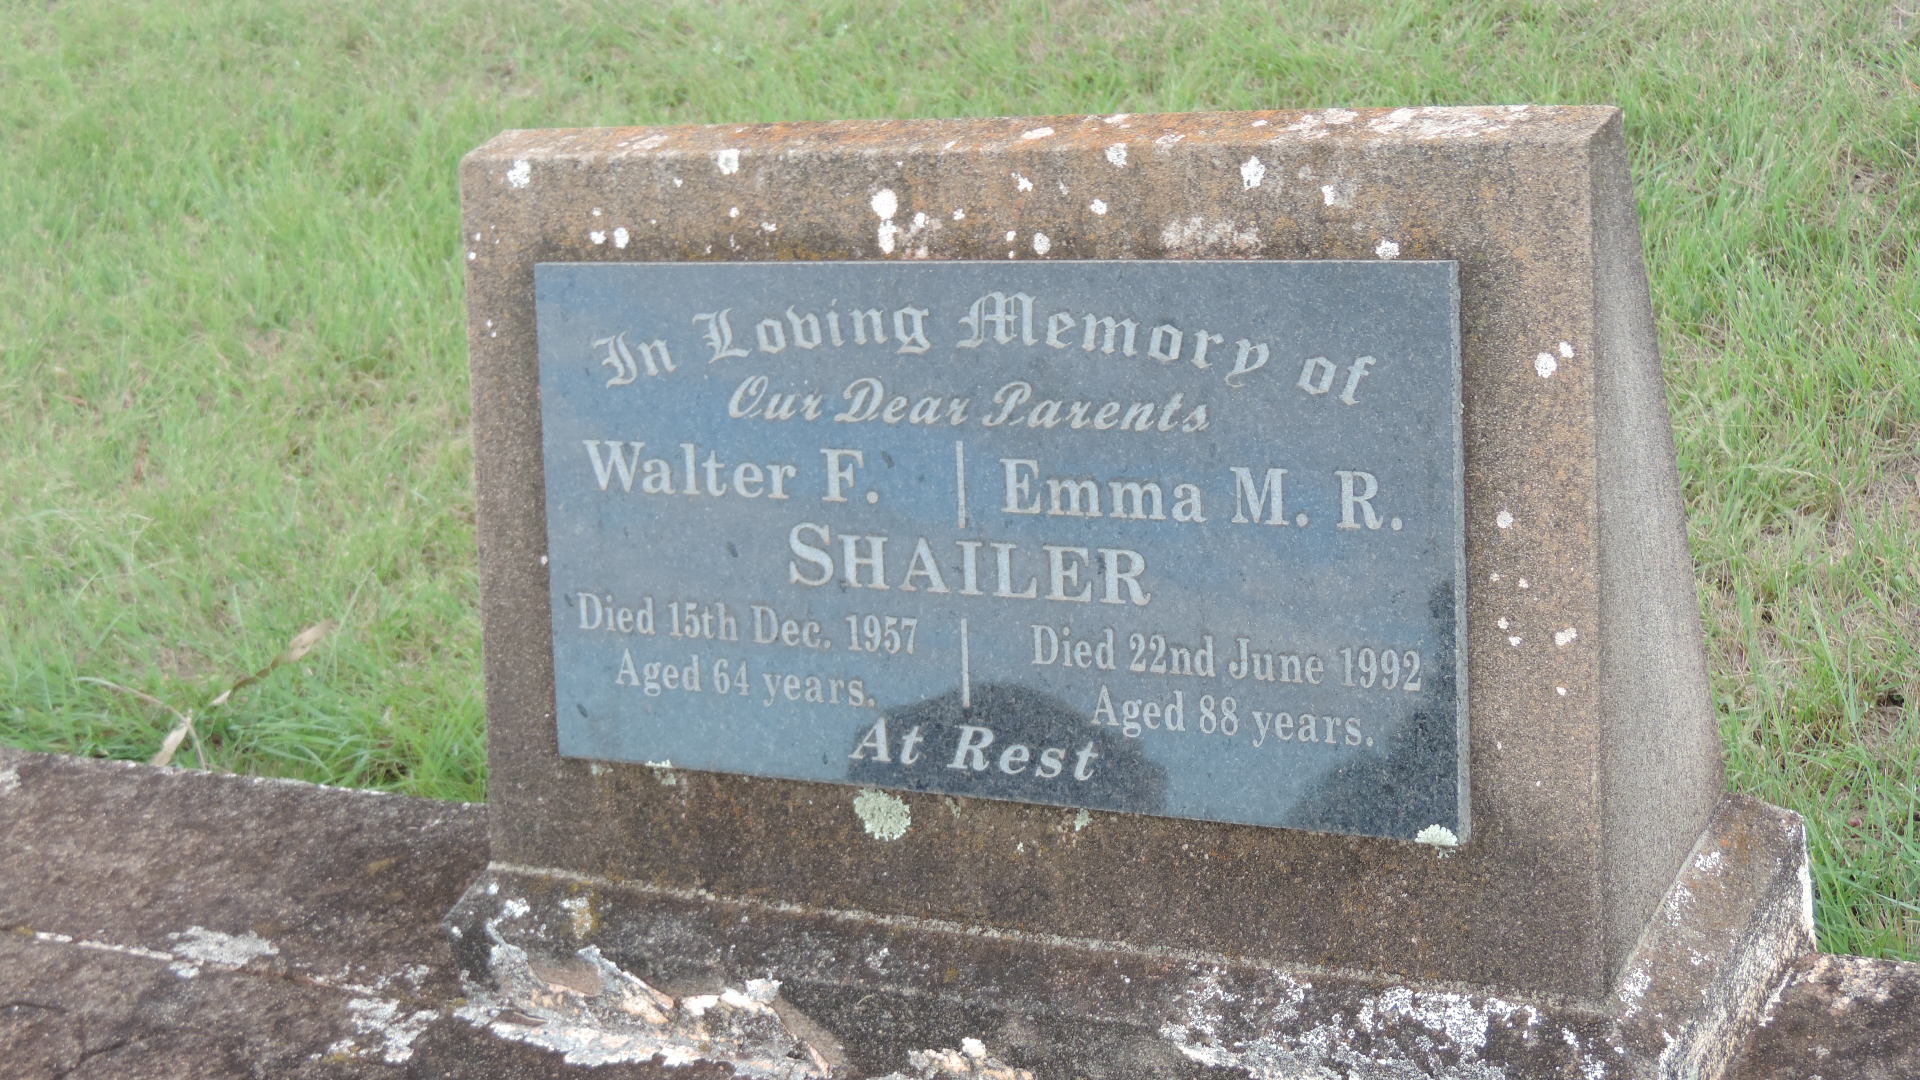 In Loving Memory of
Our Dear Parents
Walter F. | Emma M. R.
SHAILER
Died 15th Dec. 1957 | Died 22nd June 1992
Aged 64 years. | Aged 88 years.
At Rest